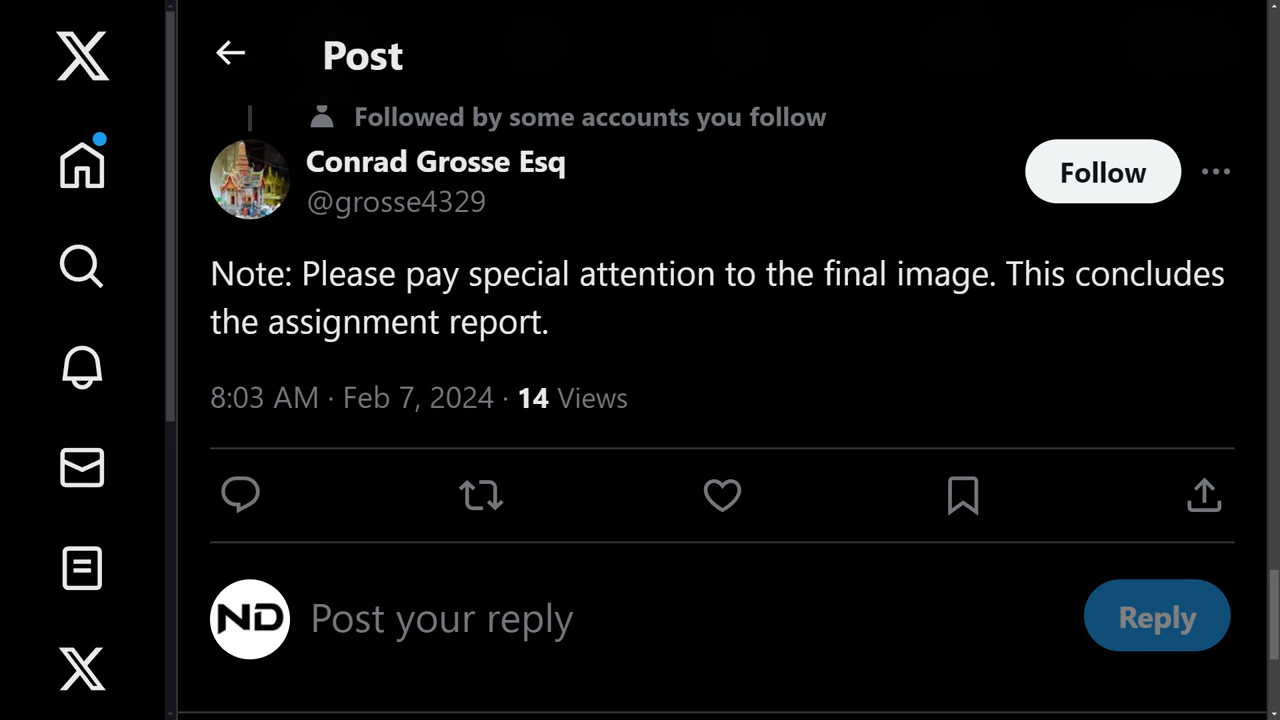 Post
Followed by some accounts you follow
Conrad Grosse Esq
@grosse4329
Follow
Note: Please pay special attention to the final image. This concludes
the assignment report.
8:03 AM · Feb 7, 2024 · 14 Views
ND
Post your reply
Reply